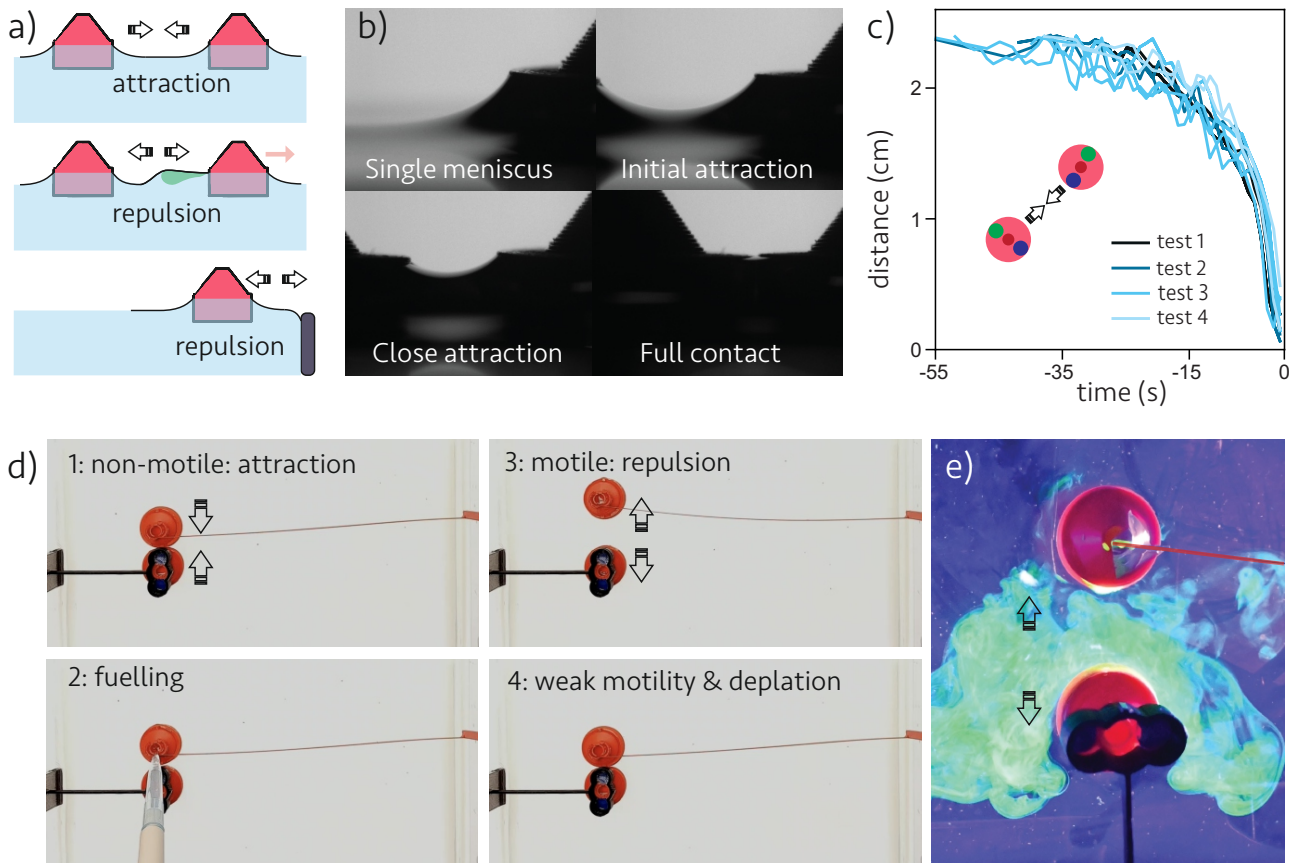 a)
attraction
repulsion
repulsion
b)
Single meniscus
Initial attraction
Close attraction
Full contact
c)
distance (cm)
2
1
0
-55
-35
-15
0
time (s)
test 1
test 2
test 3
test 4
d)
1: non-motile: attraction
3: motile: repulsion
2: fuelling
4: weak motility & deplation
e)